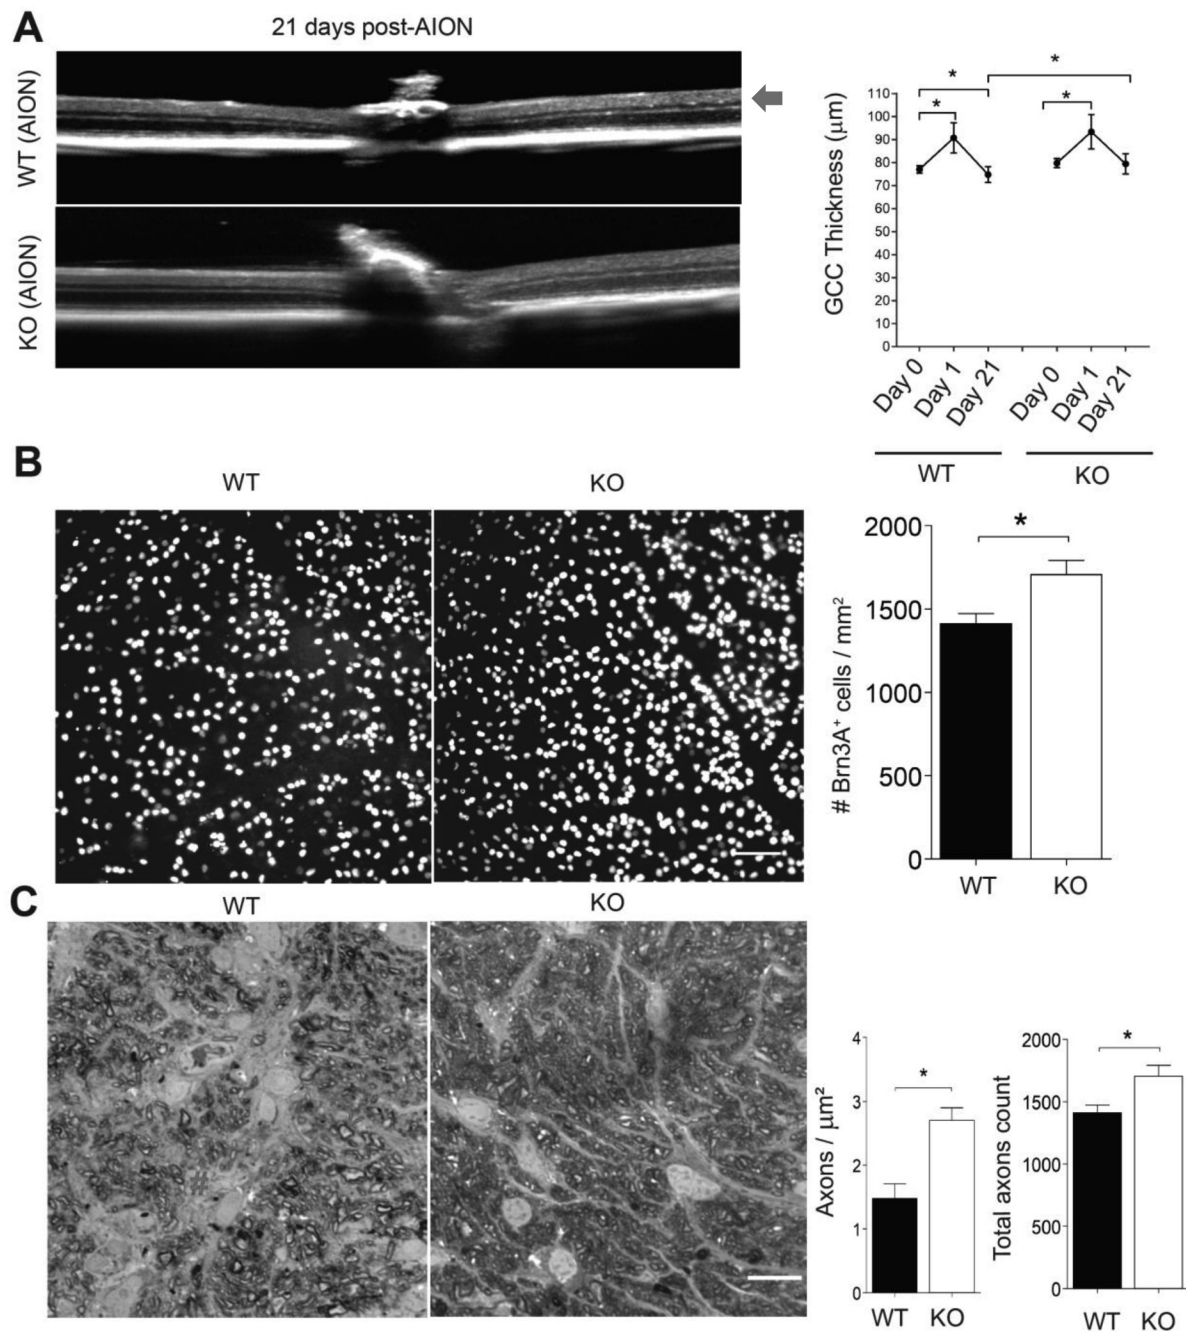 A
21 days post-AION
WT (AION)
KO (AION)
GCC Thickness (µm)
110
100
90
80
70
60
50
40
30
20
10
0
*
*
*
*
Day 0
Day 1
Day 21
Day 0
Day 1
Day 21
WT
KO
B
WT
KO
# Brn3A⁺ cells / mm²
2000
1500
1000
500
0
*
WT
KO
C
WT
KO
Axons / µm²
4
3
2
1
0
*
WT
KO
Total axons count
2000
1500
1000
500
0
*
WT
KO